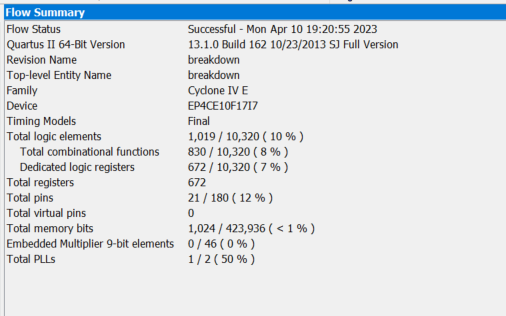 Flow Summary
Flow Status Successful - Mon Apr 10 19:20:55 2023
Quartus II 64-Bit Version 13.1.0 Build 162 10/23/2013 SJ Full Version
Revision Name breakdown
Top-level Entity Name breakdown
Family Cyclone IV E
Device EP4CE10F17I7
Timing Models Final
Total logic elements 1,019 / 10,320 ( 10 % )
Total combinational functions 830 / 10,320 ( 8 % )
Dedicated logic registers 672 / 10,320 ( 7 % )
Total registers 672
Total pins 21 / 180 ( 12 % )
Total virtual pins 0
Total memory bits 1,024 / 423,936 ( < 1 % )
Embedded Multiplier 9-bit elements 0 / 46 ( 0 % )
Total PLLs 1 / 2 ( 50 % )